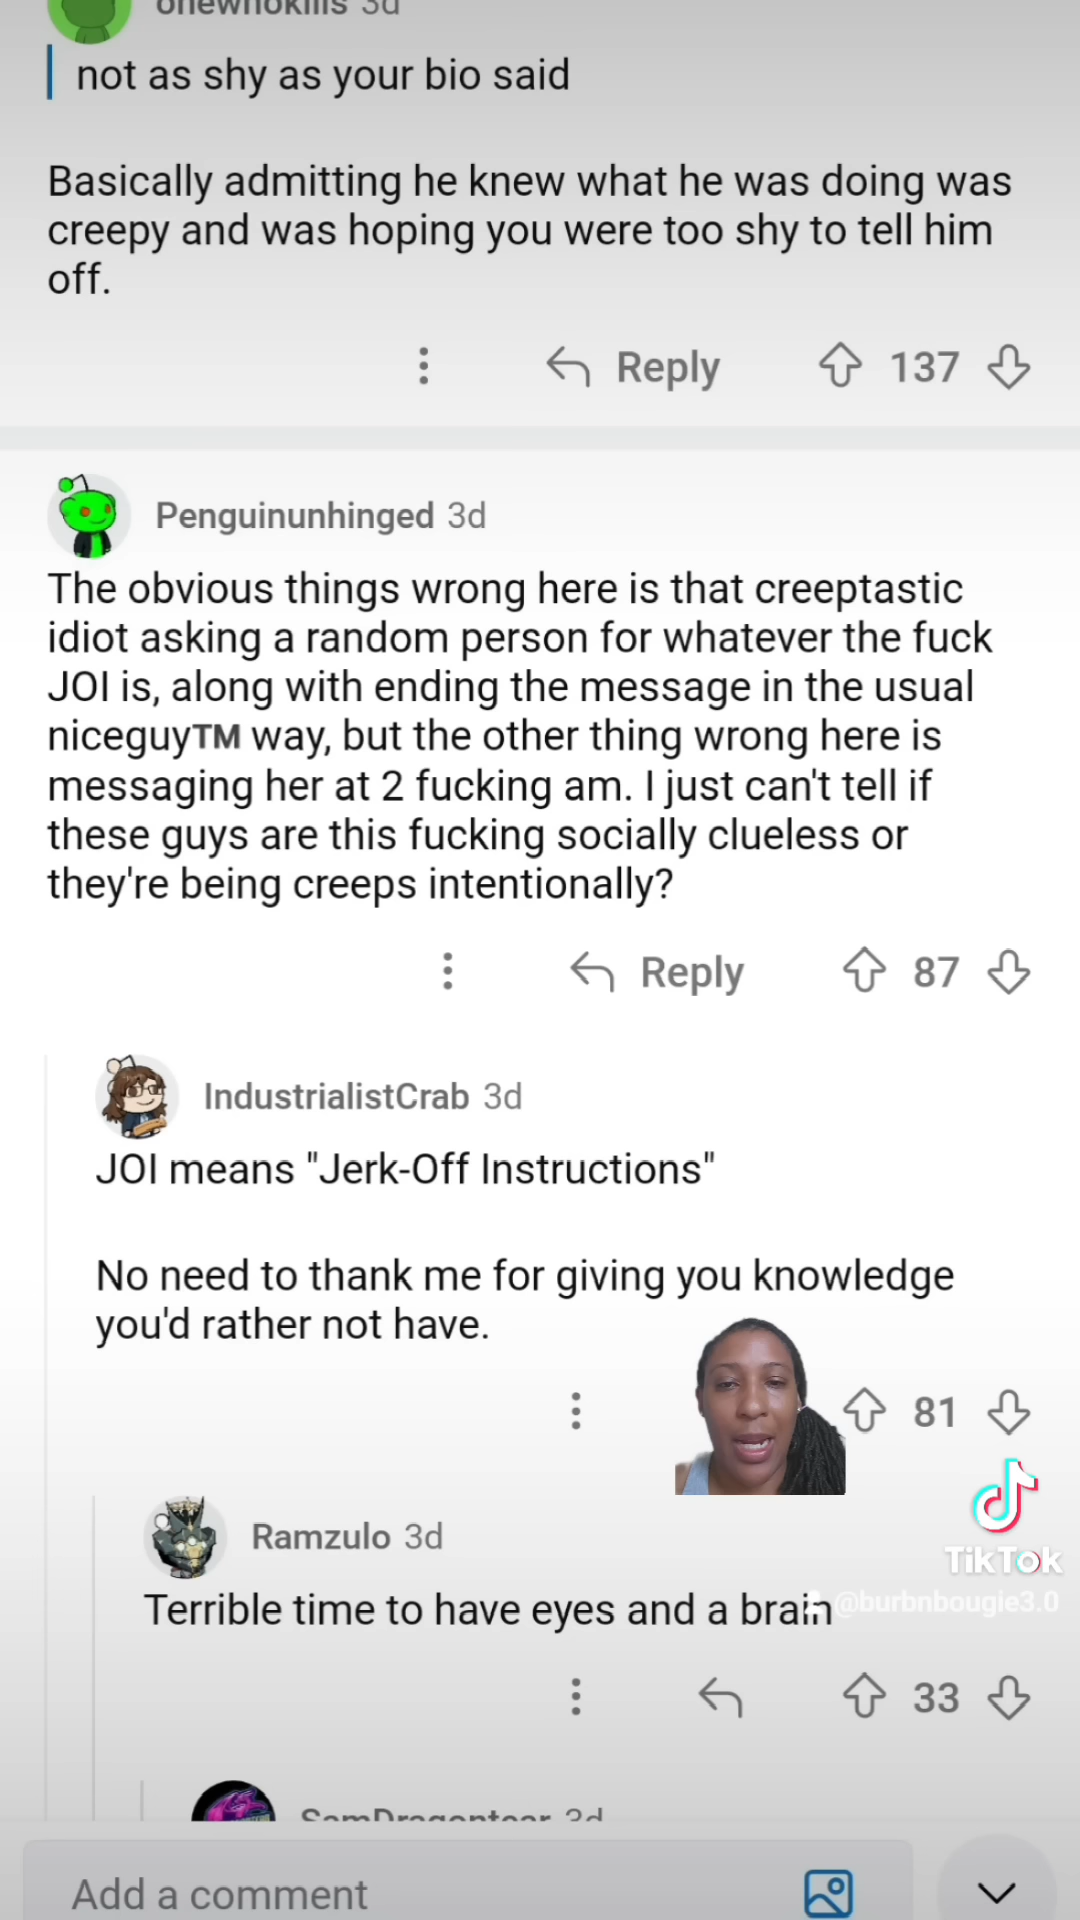 onewhokills 3d
not as shy as your bio said
Basically admitting he knew what he was doing was
creepy and was hoping you were too shy to tell him
off.
Reply 137
Penguinunhinged 3d
The obvious things wrong here is that creeptastic
idiot asking a random person for whatever the fuck
JOI is, along with ending the message in the usual
niceguy™ way, but the other thing wrong here is
messaging her at 2 fucking am. I just can't tell if
these guys are this fucking socially clueless or
they're being creeps intentionally?
Reply 87
IndustrialistCrab 3d
JOI means "Jerk-Off Instructions"
No need to thank me for giving you knowledge
you'd rather not have.
81
Ramzulo 3d
TikTok
@burbnbougie3.0
Terrible time to have eyes and a brain
33
SamDragontear 3d
Add a comment